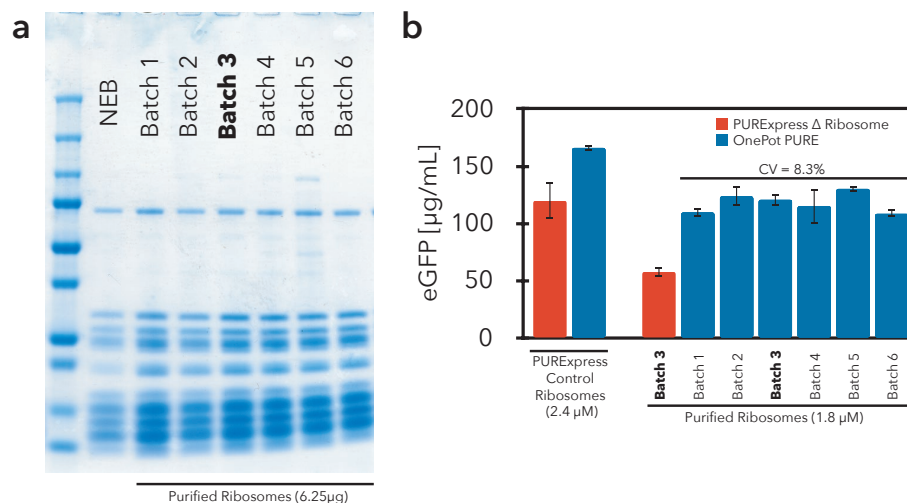 a
NEB
Batch 1
Batch 2
Batch 3
Batch 4
Batch 5
Batch 6
Purified Ribosomes (6.25µg)
b
eGFP [µg/mL]
200
150
100
50
0
PURExpress Δ Ribosome
OnePot PURE
CV = 8.3%
PURExpress
Control
Ribosomes
(2.4 µM)
Batch 3
Batch 1
Batch 2
Batch 3
Batch 4
Batch 5
Batch 6
Purified Ribosomes (1.8 µM)